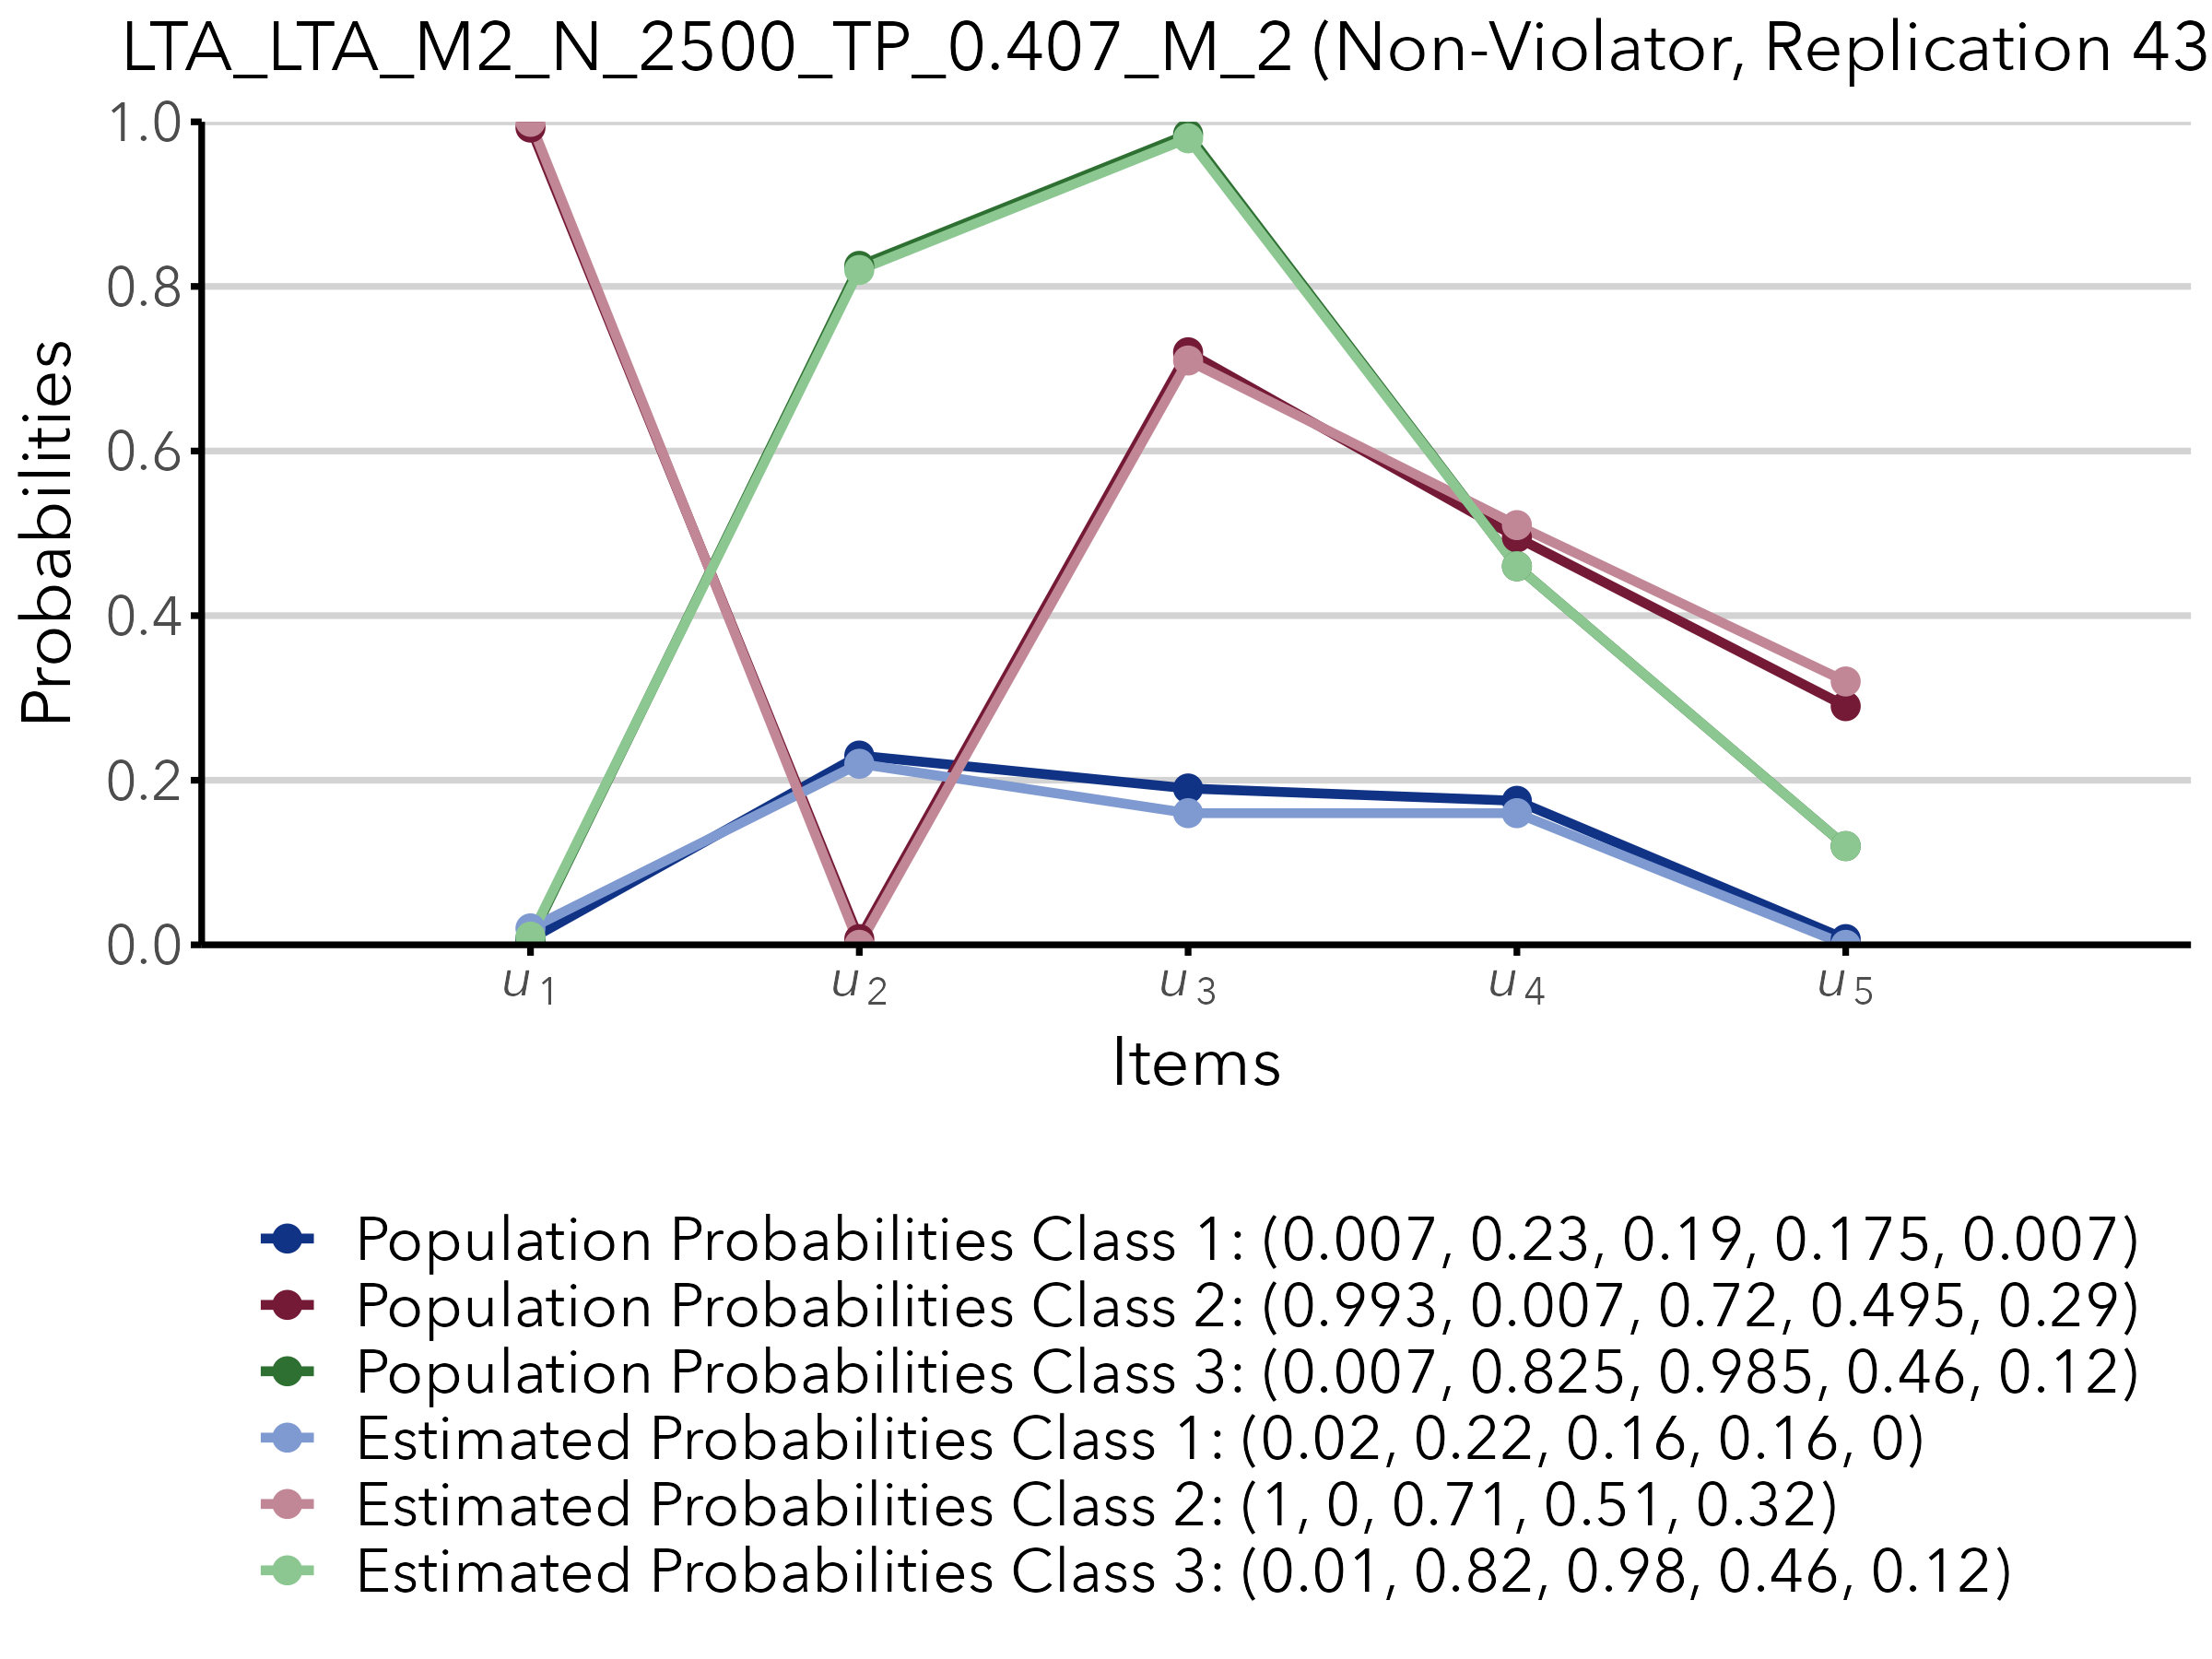 LTA_LTA_M2_N_2500_TP_0.407_M_2 (Non-Violator, Replication 43
1.0
0.8
0.6
0.4
0.2
0.0
Probabilities
u1 u2 u3 u4 u5
Items
Population Probabilities Class 1: (0.007, 0.23, 0.19, 0.175, 0.007)
Population Probabilities Class 2: (0.993, 0.007, 0.72, 0.495, 0.29)
Population Probabilities Class 3: (0.007, 0.825, 0.985, 0.46, 0.12)
Estimated Probabilities Class 1: (0.02, 0.22, 0.16, 0.16, 0)
Estimated Probabilities Class 2: (1, 0, 0.71, 0.51, 0.32)
Estimated Probabilities Class 3: (0.01, 0.82, 0.98, 0.46, 0.12)